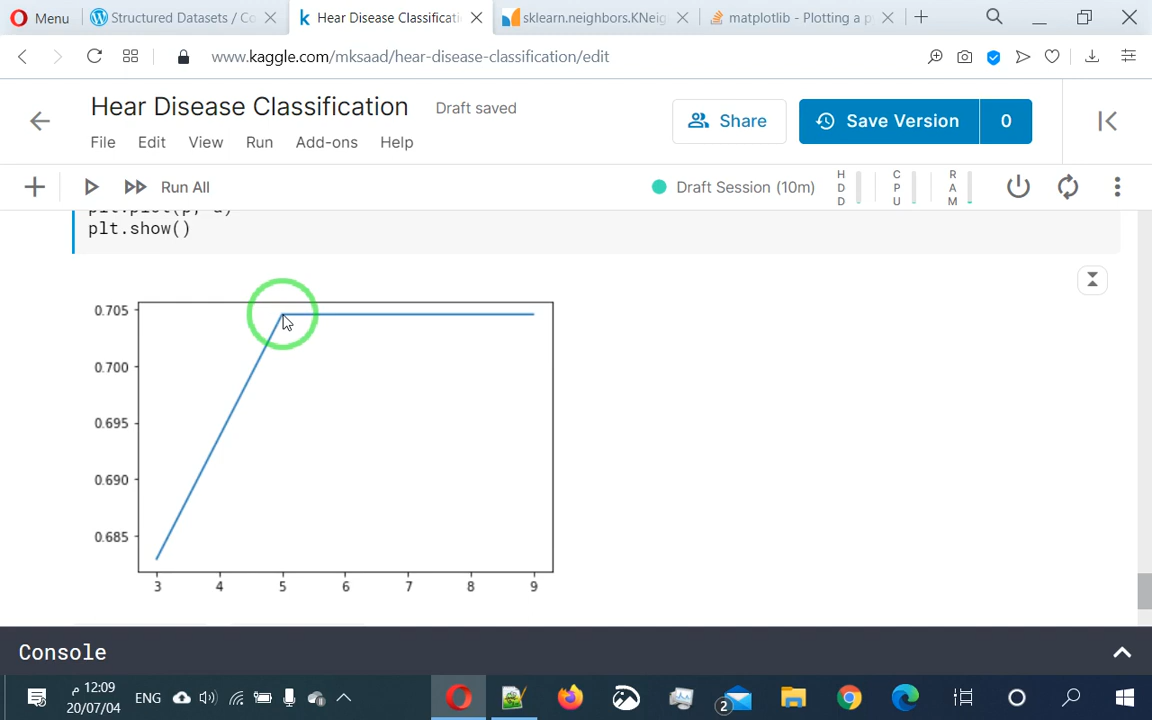 Menu
Structured Datasets / Co
Hear Disease Classificati
sklearn.neighbors.KNeig
matplotlib - Plotting a p
www.kaggle.com/mksaad/hear-disease-classification/edit
Hear Disease Classification
Draft saved
File Edit View Run Add-ons Help
Share
Save Version
0
Run All
Draft Session (10m)
HDD
CPU
RAM
plt.show()
0.705
0.700
0.695
0.690
0.685
3 4 5 6 7 8 9
Console
12:09 م
20/07/04
ENG
2